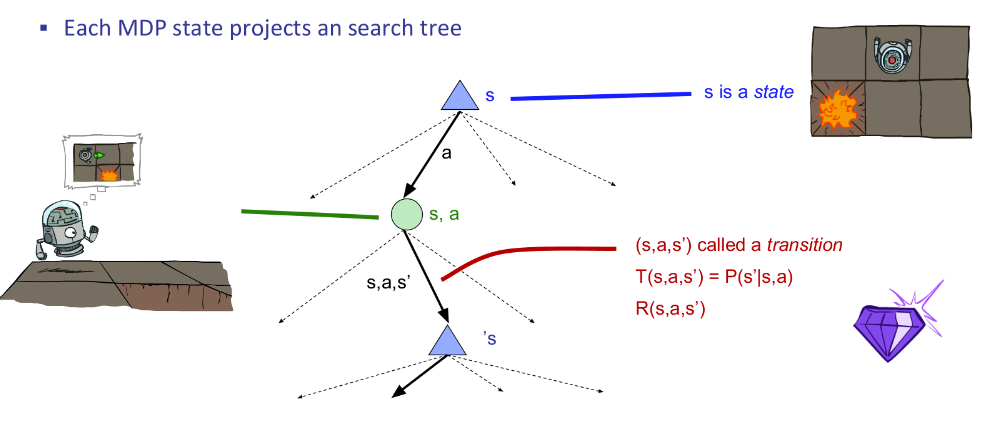 ▪ Each MDP state projects an search tree
s
s is a state
a
s, a
(s,a,s’) called a transition
s,a,s’
T(s,a,s’) = P(s’|s,a)
R(s,a,s’)
’s